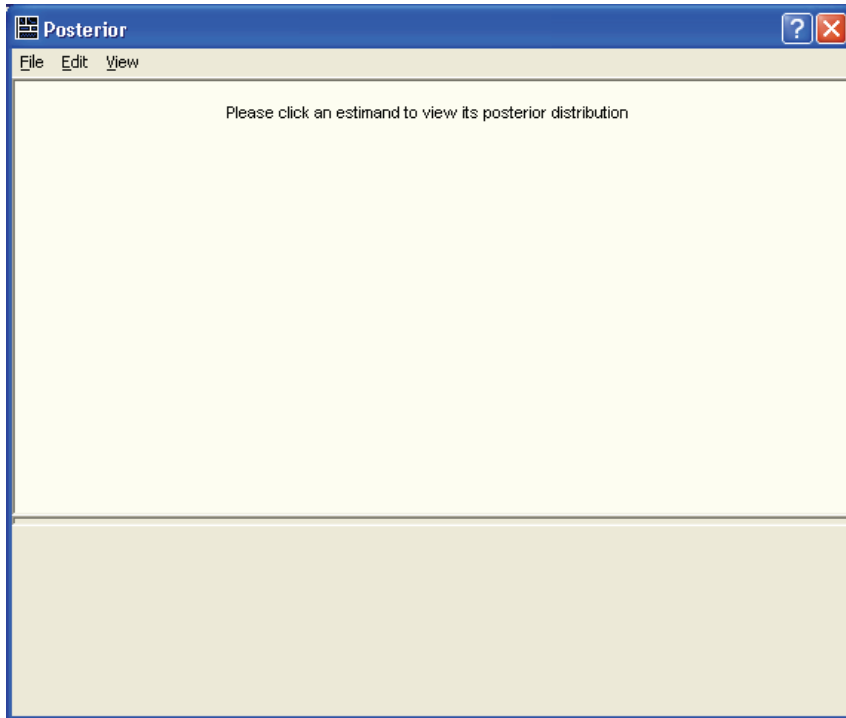 Posterior
File Edit View
Please click an estimand to view its posterior distribution